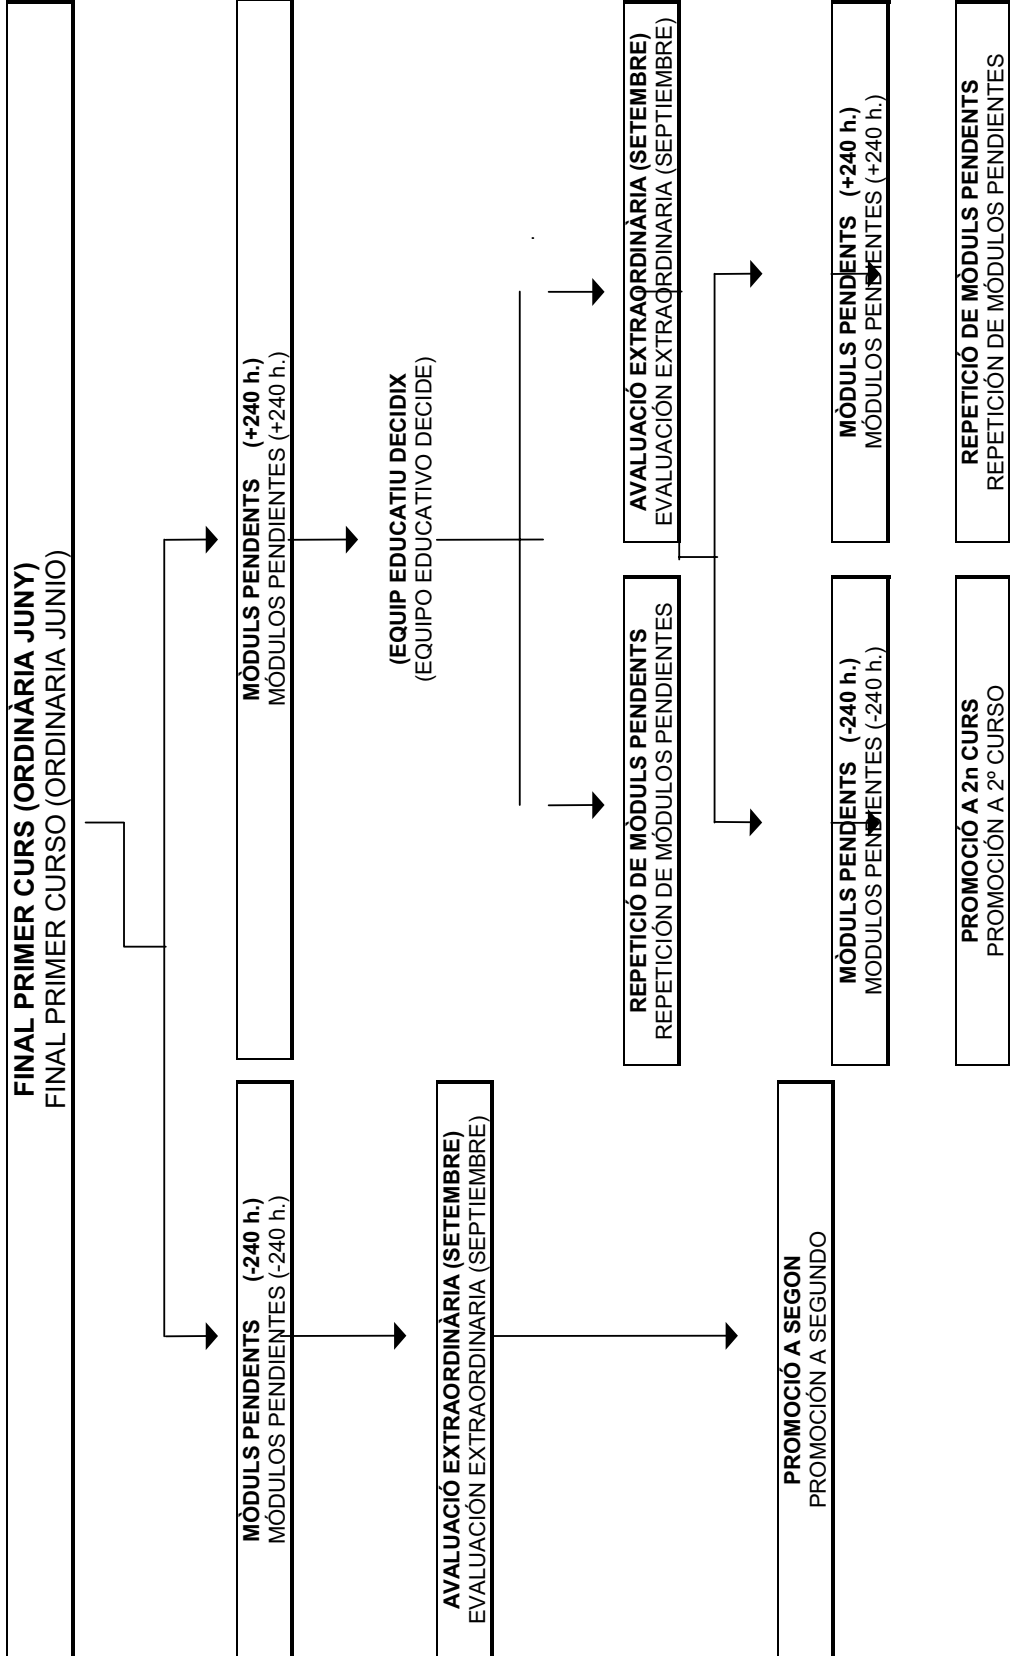 FINAL PRIMER CURS (ORDINÀRIA JUNY)
FINAL PRIMER CURSO (ORDINARIA JUNIO)
MÒDULS PENDENTS (-240 h.)
MÓDULOS PENDIENTES (-240 h.)
MÒDULS PENDENTS (+240 h.)
MÓDULOS PENDIENTES (+240 h.)
(EQUIP EDUCATIU DECIDIX
(EQUIPO EDUCATIVO DECIDE)
AVALUACIÓ EXTRAORDINÀRIA (SETEMBRE)
EVALUACIÓN EXTRAORDINARIA (SEPTIEMBRE)
REPETICIÓ DE MÒDULS PENDENTS
REPETICIÓN DE MÓDULOS PENDIENTES
AVALUACIÓ EXTRAORDINÀRIA (SETEMBRE)
EVALUACIÓN EXTRAORDINARIA (SEPTIEMBRE)
PROMOCIÓ A SEGON
PROMOCIÓN A SEGUNDO
MÒDULS PENDENTS (-240 h.)
MODULOS PENDIENTES (-240 h.)
MÒDULS PENDENTS (+240 h.)
MÓDULOS PENDIENTES (+240 h.)
PROMOCIÓ A 2n CURS
PROMOCIÓN A 2º CURSO
REPETICIÓ DE MÒDULS PENDENTS
REPETICIÓN DE MÓDULOS PENDIENTES